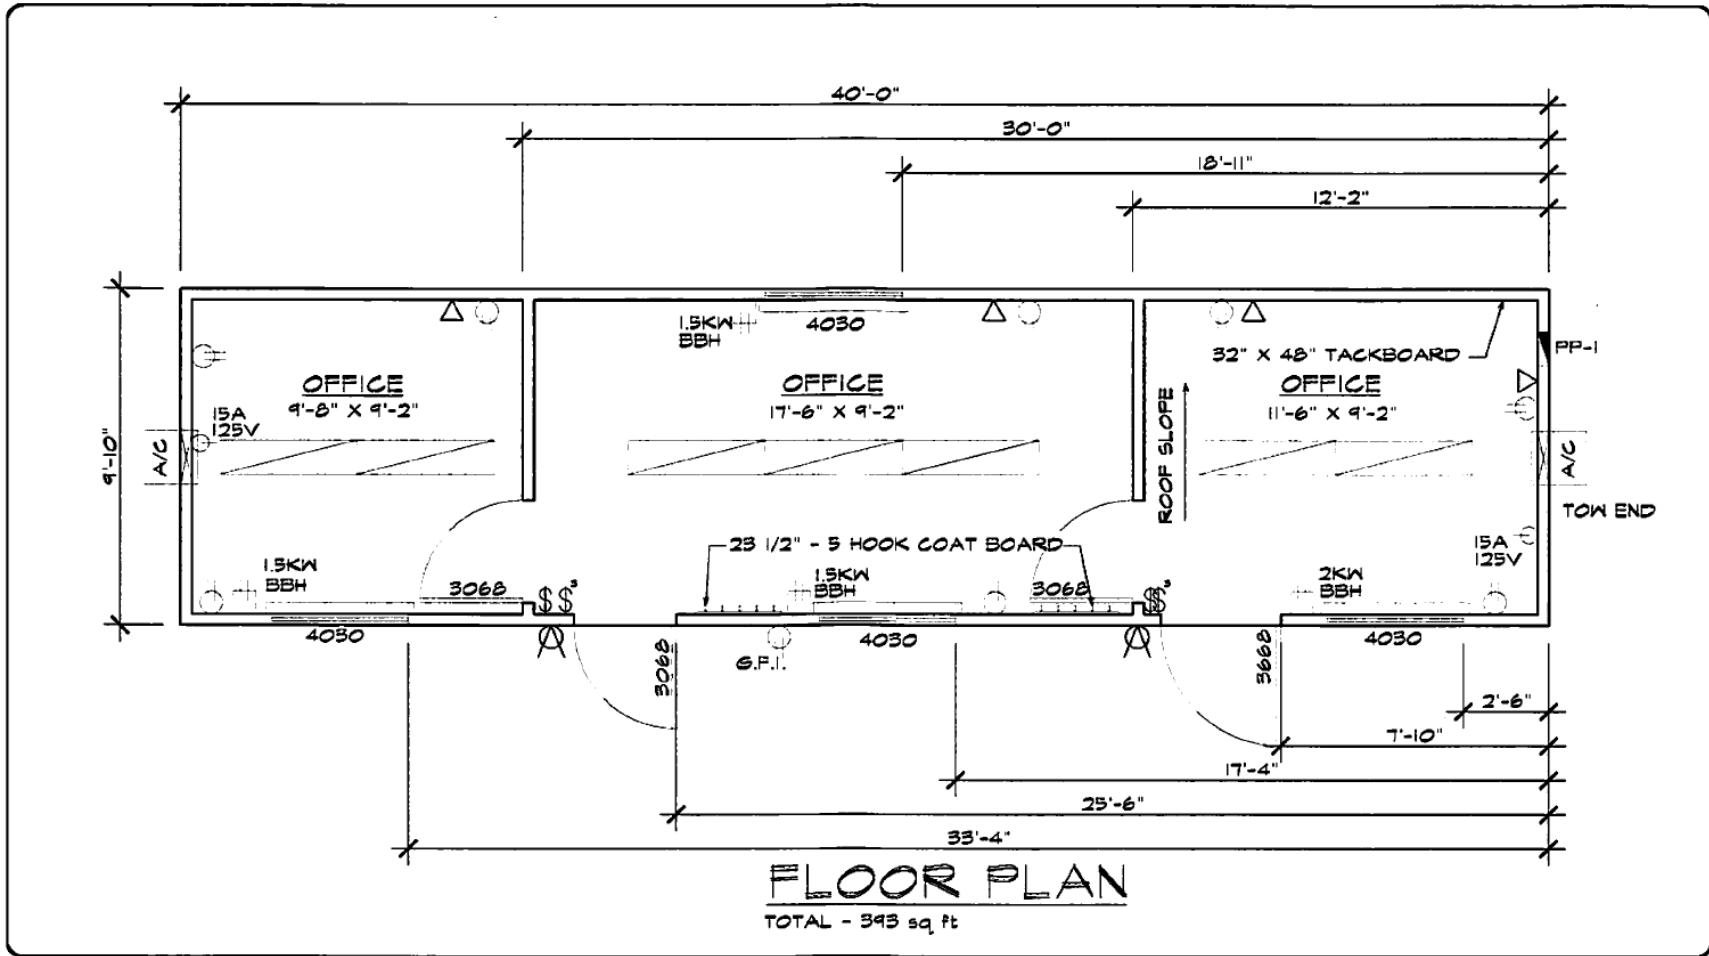 40'-0"
30'-0"
18'-11"
12'-2"
1.5KW
BBH
4030
32" X 48" TACKBOARD
PP-1
OFFICE
9'-8" X 9'-2"
OFFICE
17'-6" X 9'-2"
OFFICE
11'-6" X 9'-2"
15A
125V
A/C
9'-10"
ROOF SLOPE
A/C
TOW END
23 1/2" - 5 HOOK COAT BOARD
15A
125V
1.5KW
BBH
3068
$ $3
1.5KW
BBH
3068
$$3
2KW
BBH
4030
G.F.I.
4030
4030
3068
3668
2'-6"
7'-10"
17'-4"
25'-6"
33'-4"
FLOOR PLAN
TOTAL - 393 sq ft